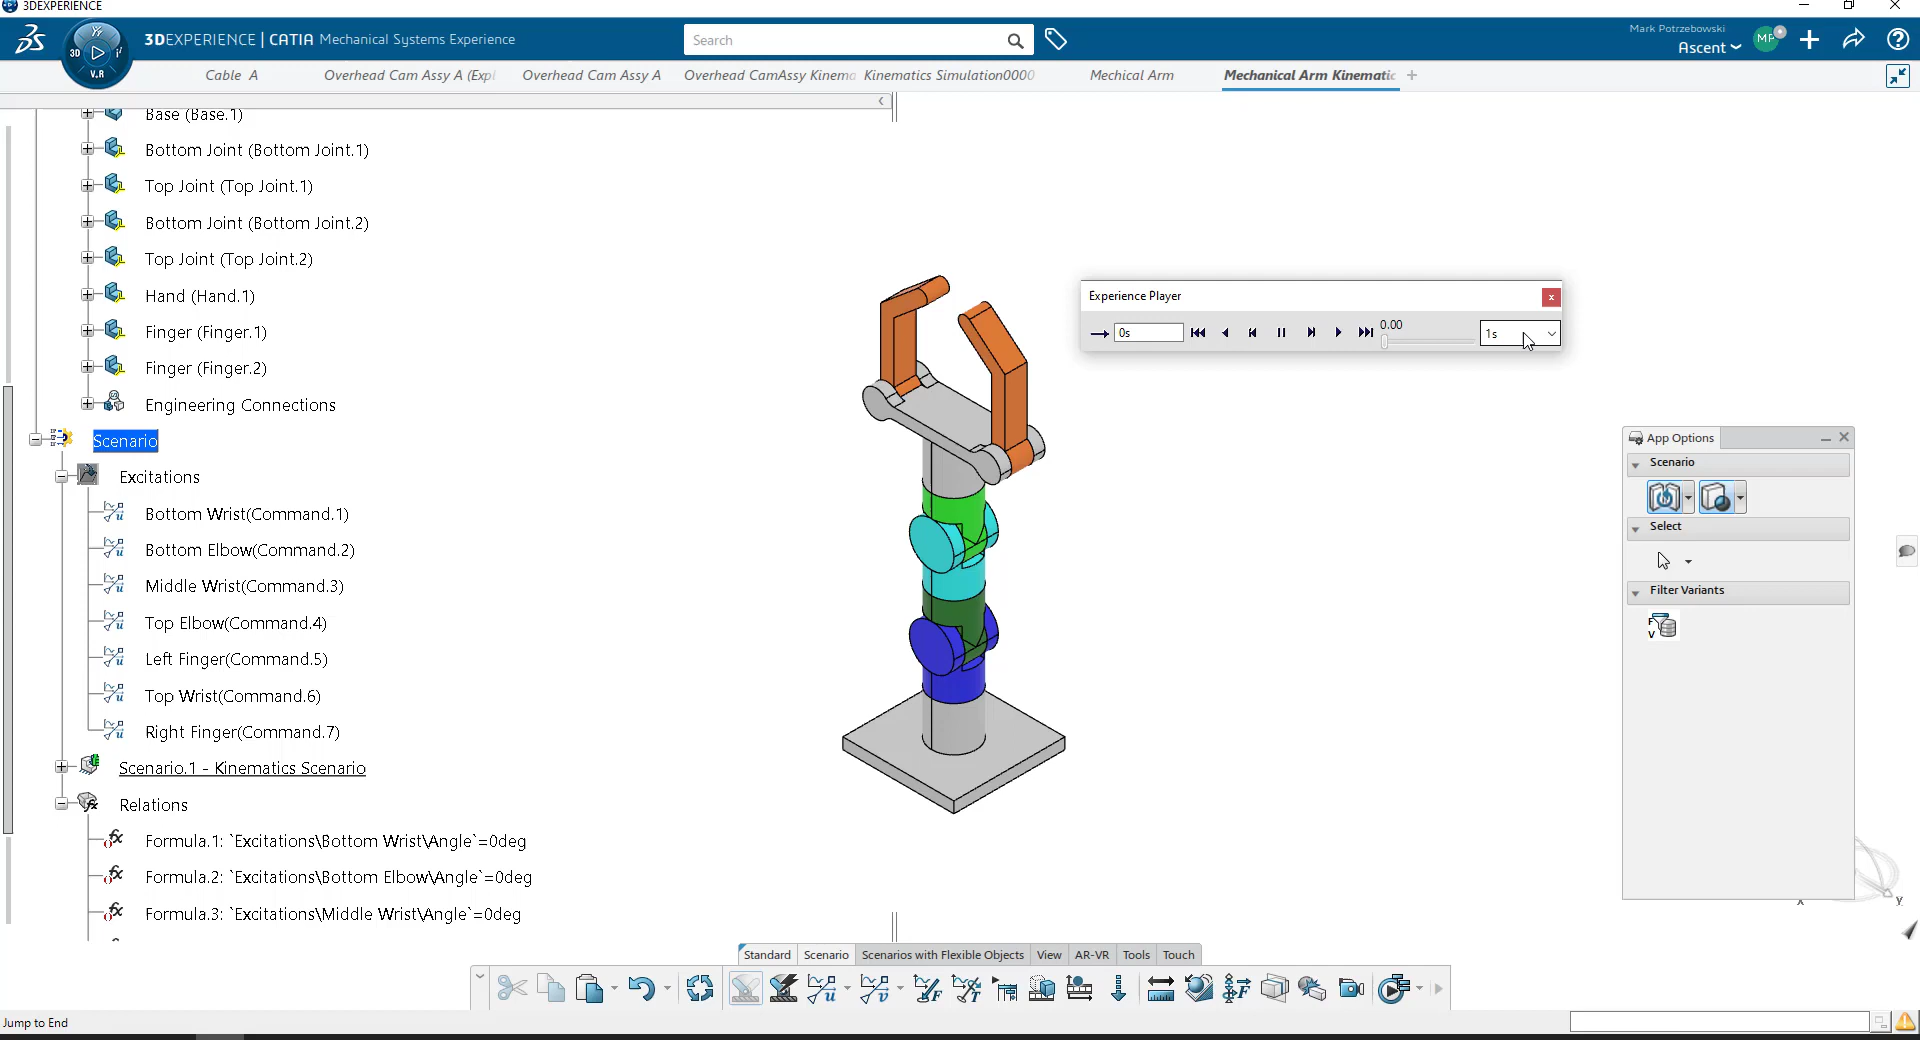 3DEXPERIENCE
3DEXPERIENCE | CATIA Mechanical Systems Experience
3D
V.R
Search
Mark Potrzebowski
Ascent
MP
Cable A
Overhead Cam Assy A (Expl
Overhead Cam Assy A
Overhead CamAssy Kinema
Kinematics Simulation0000
Mechical Arm
Mechanical Arm Kinematic
Base (Base.1)
Bottom Joint (Bottom Joint.1)
Top Joint (Top Joint.1)
Bottom Joint (Bottom Joint.2)
Top Joint (Top Joint.2)
Hand (Hand.1)
Finger (Finger.1)
Finger (Finger.2)
Engineering Connections
Scenario
Excitations
Bottom Wrist(Command.1)
Bottom Elbow(Command.2)
Middle Wrist(Command.3)
Top Elbow(Command.4)
Left Finger(Command.5)
Top Wrist(Command.6)
Right Finger(Command.7)
Scenario.1 - Kinematics Scenario
Relations
Formula.1: `Excitations\Bottom Wrist\Angle`=0deg
Formula.2: `Excitations\Bottom Elbow\Angle`=0deg
Formula.3: `Excitations\Middle Wrist\Angle`=0deg
Experience Player
0s
0.00
1s
App Options
Scenario
Select
Filter Variants
F
V
x
y
Standard
Scenario
Scenarios with Flexible Objects
View
AR-VR
Tools
Touch
Jump to End